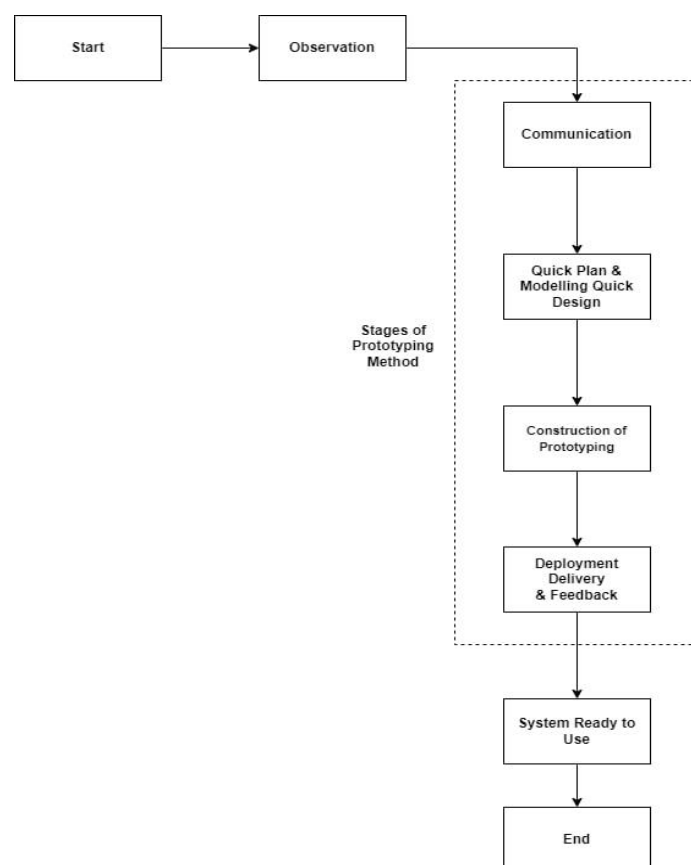 Start
Observation
Communication
Quick Plan &
Modelling Quick
Design
Stages of
Prototyping
Method
Construction of
Prototyping
Deployment
Delivery
& Feedback
System Ready to
Use
End